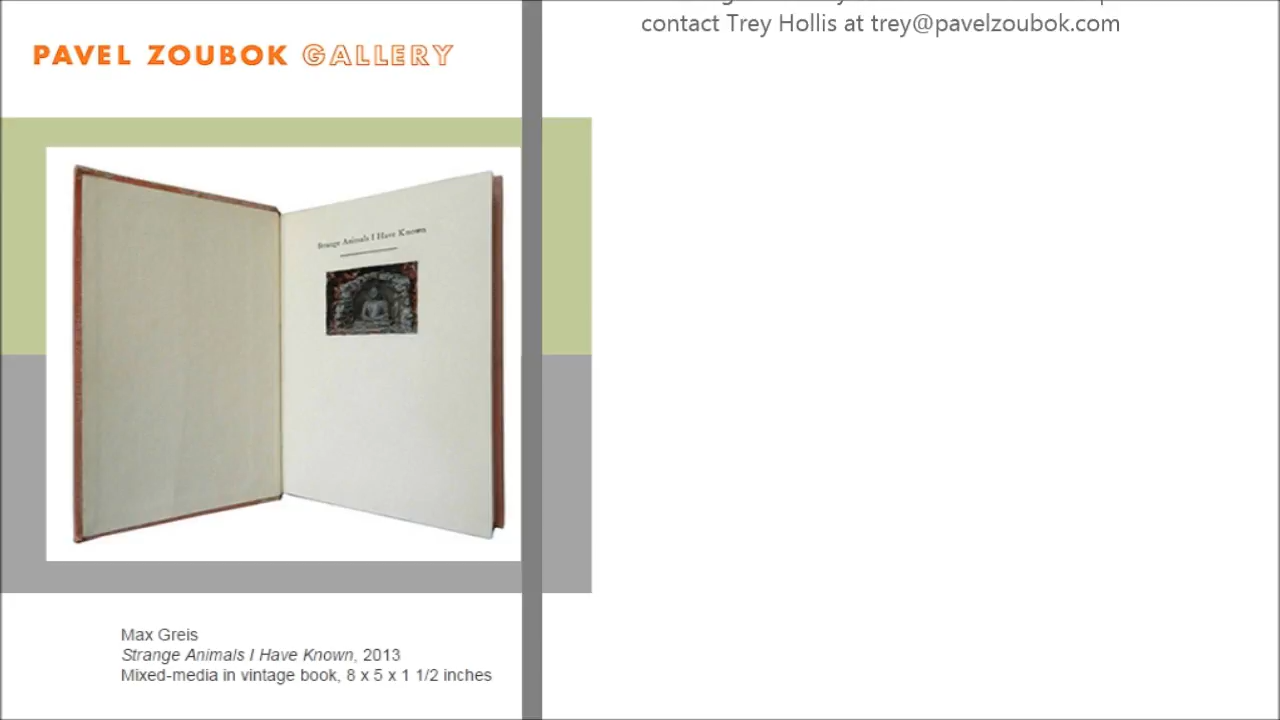 contact Trey Hollis at trey@pavelzoubok.com
PAVEL ZOUBOK GALLERY
Strange Animals I Have Known
Max Greis
Strange Animals I Have Known, 2013
Mixed-media in vintage book, 8 x 5 x 1 1/2 inches